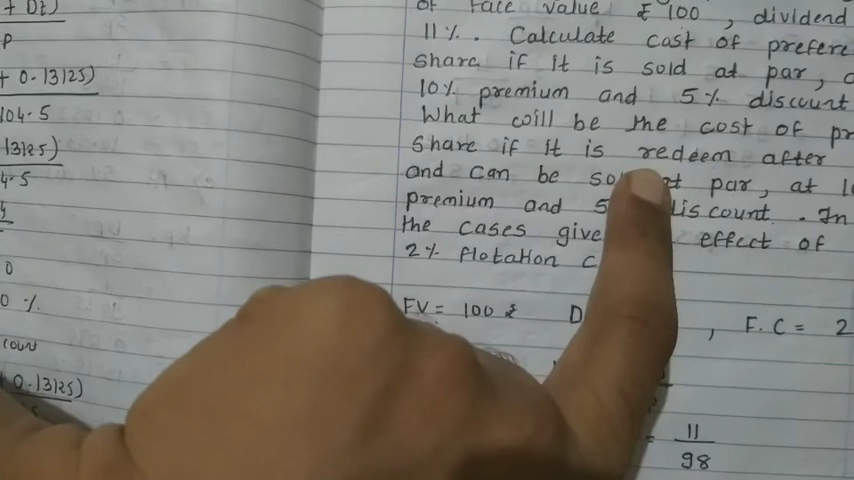 + Di)
P
+ 0.13125)
104.5
13125)
4.5
0
0 %
0.13125)
of Face value ₹ 100 , dividend
11%. Calculate cost of prefere
share if it is sold at par,
10% premium and 5% discount
What will be the cost of pr
share if it is redeem after
and can be so at par, at 10
premium and 5 discount . In
the cases give effect of
2% flotation c
FV = 100 ₹ D , F.C = 2
= 11
98